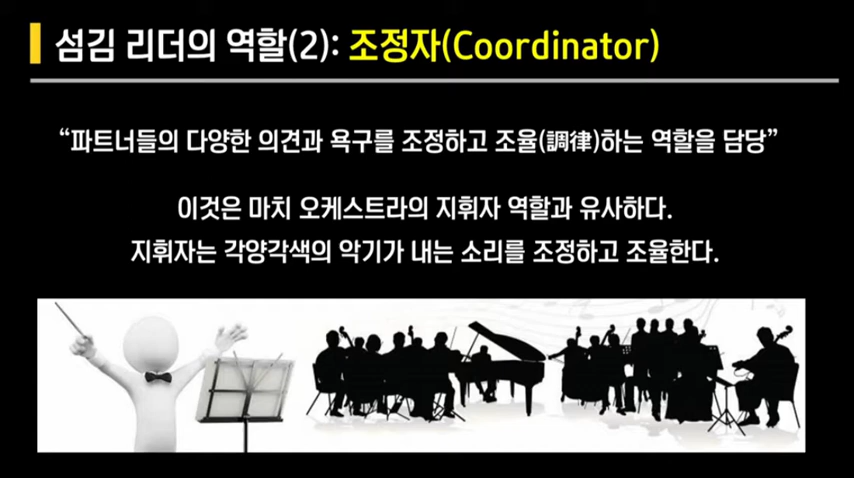 섬김 리더의 역할(2): 조정자(Coordinator)
“파트너들의 다양한 의견과 욕구를 조정하고 조율(調律)하는 역할을 담당”
이것은 마치 오케스트라의 지휘자 역할과 유사하다.
지휘자는 각양각색의 악기가 내는 소리를 조정하고 조율한다.